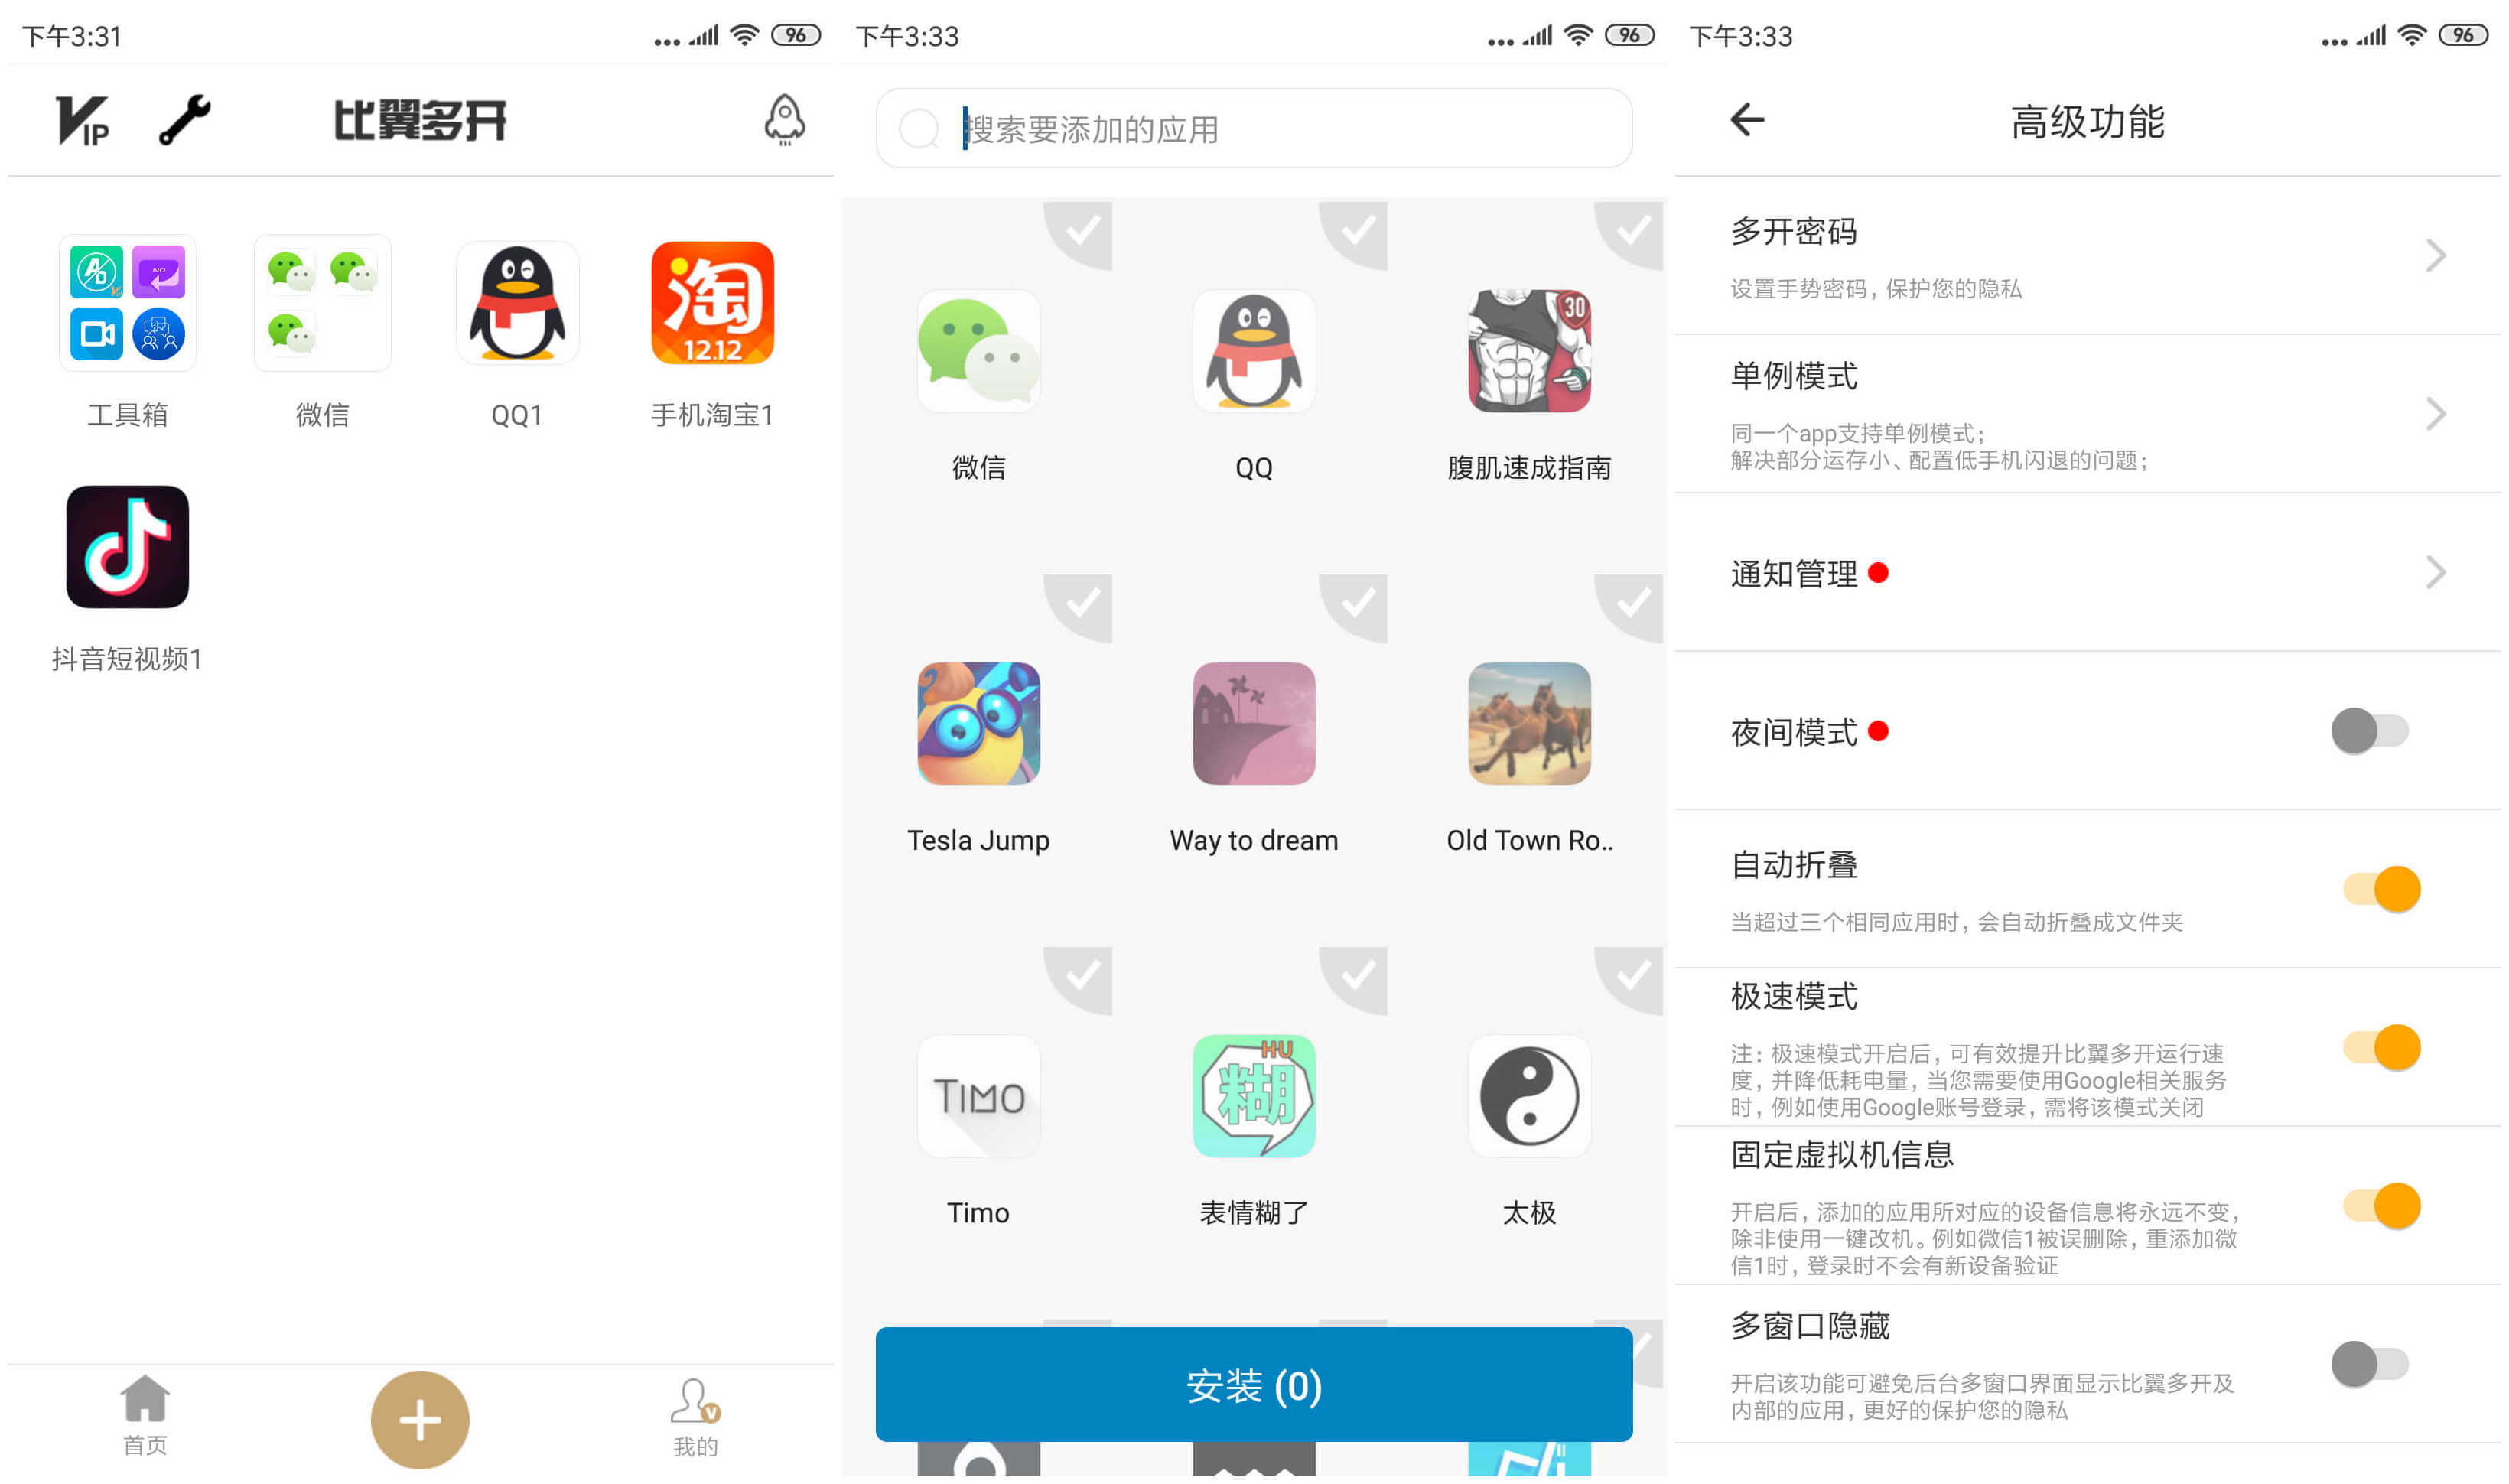 下午3:31
96
VIP
比翼多开
NO
12.12
淘
工具箱
微信
QQ1
手机淘宝1
抖音短视频1
首页
我的
下午3:33
96
搜索要添加的应用
30
微信
QQ
腹肌速成指南
Tesla Jump
Way to dream
Old Town Ro..
TIMO
HU
糊
Timo
表情糊了
太极
安装 (0)
下午3:33
96
高级功能
多开密码
设置手势密码，保护您的隐私
单例模式
同一个app支持单例模式；
解决部分运存小、配置低手机闪退的问题；
通知管理
夜间模式
自动折叠
当超过三个相同应用时，会自动折叠成文件夹
极速模式
注：极速模式开启后，可有效提升比翼多开运行速
度，并降低耗电量，当您需要使用Google相关服务
时，例如使用Google账号登录，需将该模式关闭
固定虚拟机信息
开启后，添加的应用所对应的设备信息将永远不变，
除非使用一键改机。例如微信1被误删除，重添加微
信1时，登录时不会有新设备验证
多窗口隐藏
开启该功能可避免后台多窗口界面显示比翼多开及
内部的应用，更好的保护您的隐私